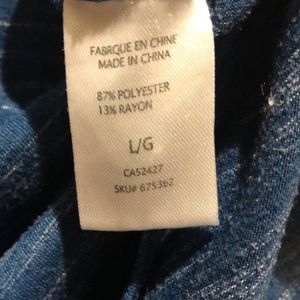 FABRIQUE EN CHINE
MADE IN CHINA
87% POLYESTER
13% RAYON
L/G
CA52427
SKU# 675362